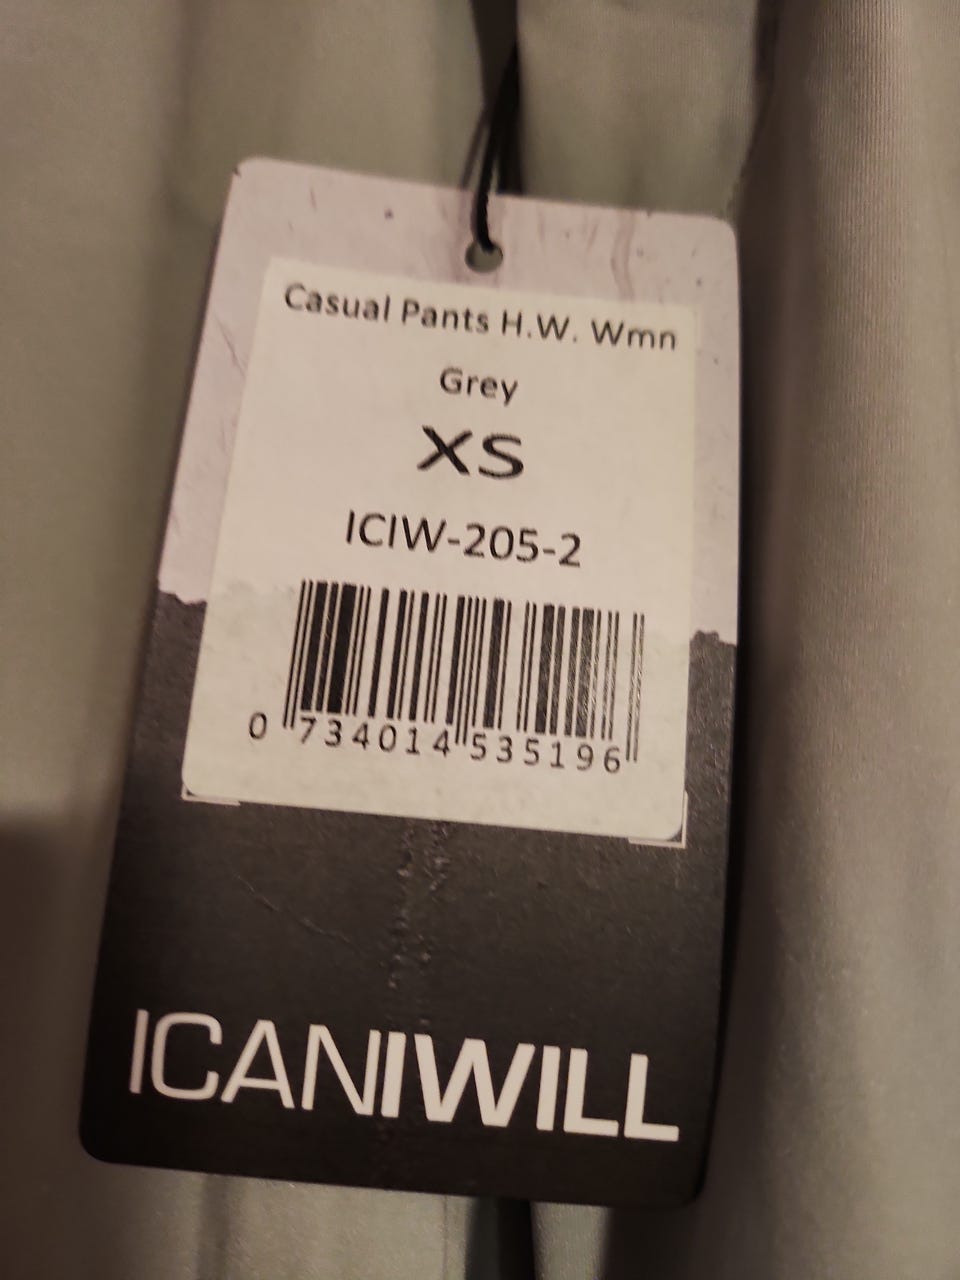 Casual Pants H.W. Wmn
Grey
XS
ICIW-205-2
0 734014 535196
ICANIWILL